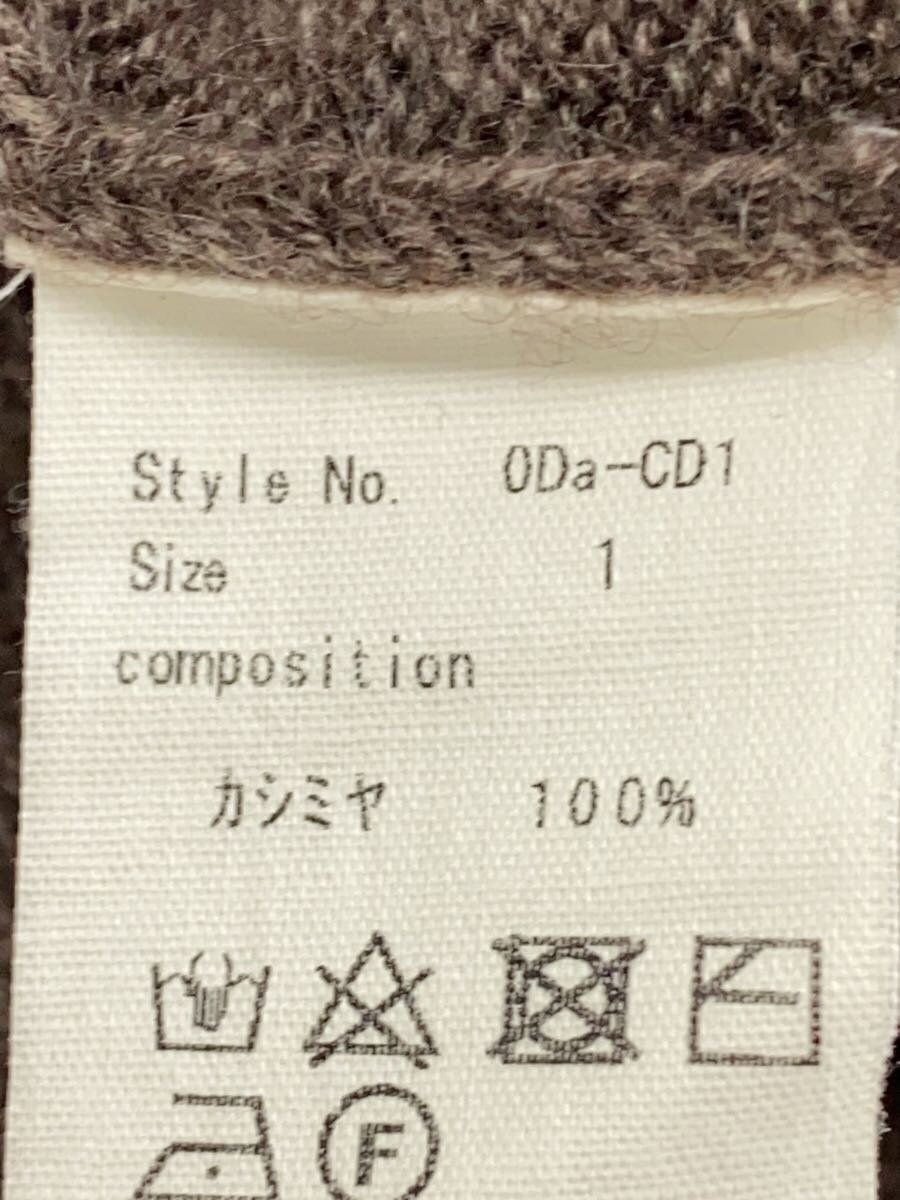 Style No. 0Da-CD1
Size 1
composition
カシミヤ 100%
F